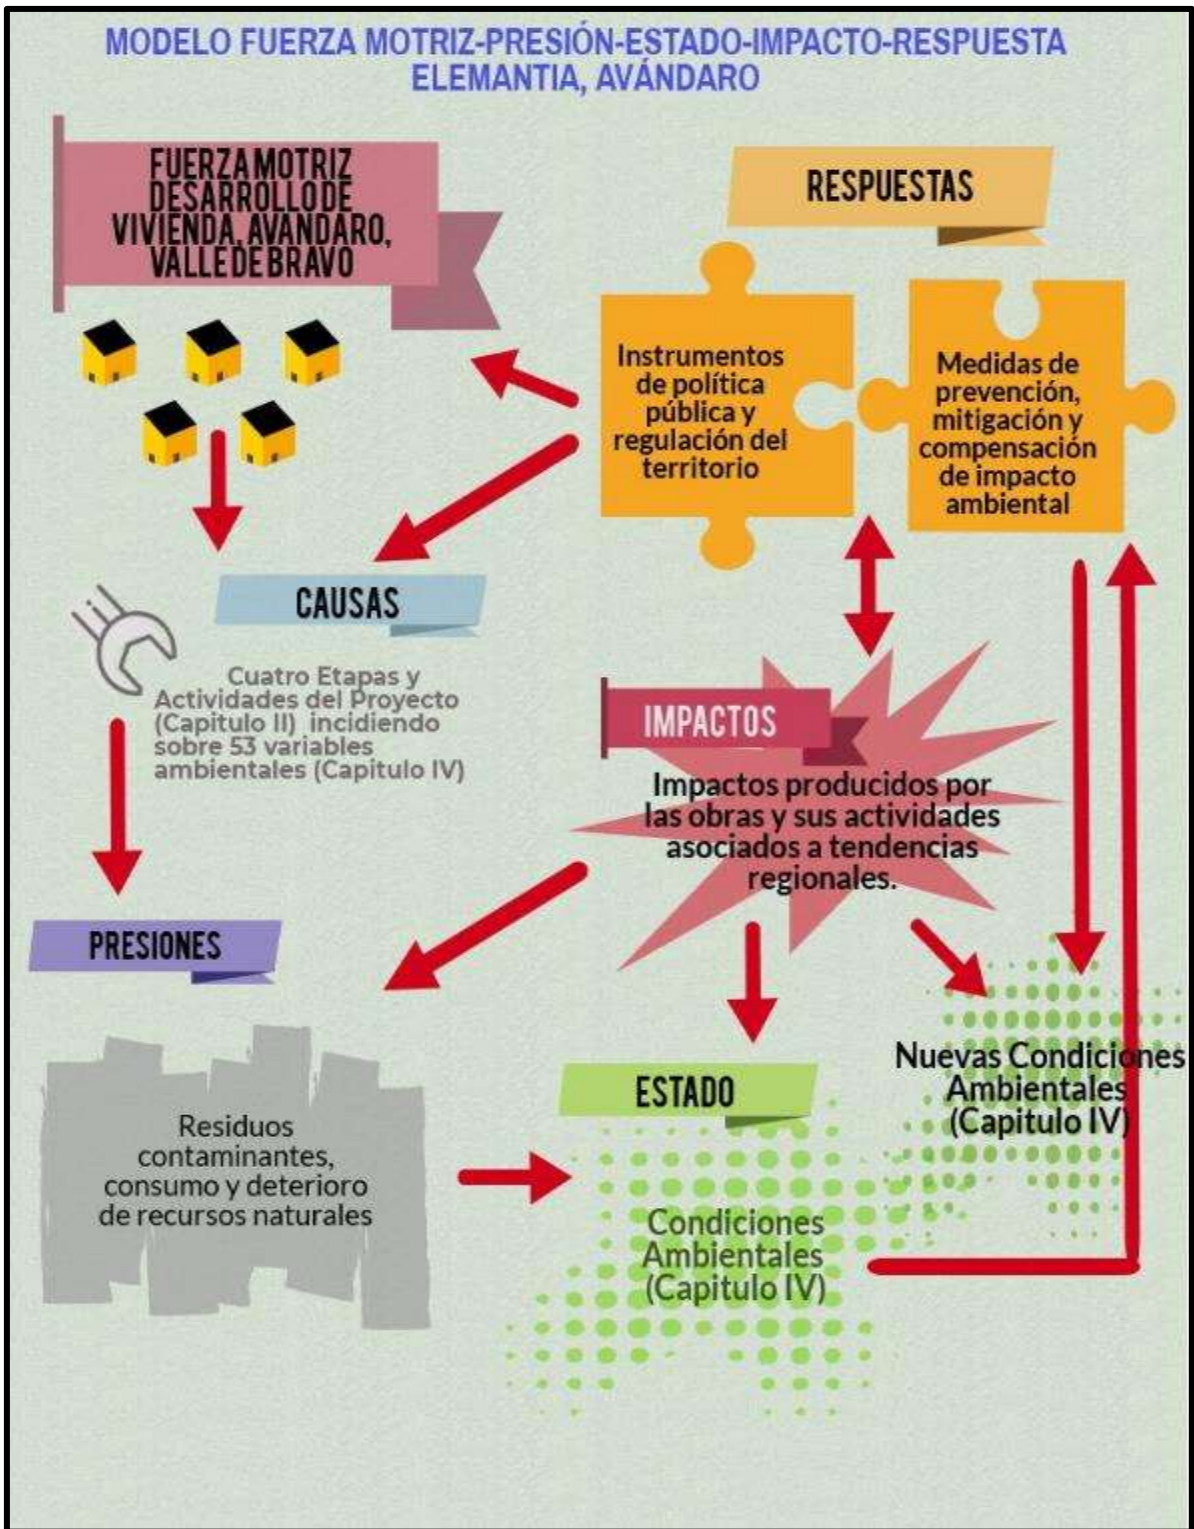 MODELO FUERZA MOTRIZ-PRESIÓN-ESTADO-IMPACTO-RESPUESTA
ELEMANTIA, AVÁNDARO
FUERZA MOTRIZ
DESARROLLO DE
VIVIENDA, AVANDARO,
VALLE DE BRAVO
RESPUESTAS
Instrumentos
de política
pública y
regulación del
territorio
Medidas de
prevención,
mitigación y
compensación
de impacto
ambiental
CAUSAS
Cuatro Etapas y
Actividades del Proyecto
(Capitulo II) incidiendo
sobre 53 variables
ambientales (Capitulo IV)
IMPACTOS
Impactos producidos por
las obras y sus actividades
asociados a tendencias
regionales.
PRESIONES
Residuos
contaminantes,
consumo y deterioro
de recursos naturales
ESTADO
Condiciones
Ambientales
(Capitulo IV)
Nuevas Condiciones
Ambientales
(Capitulo IV)